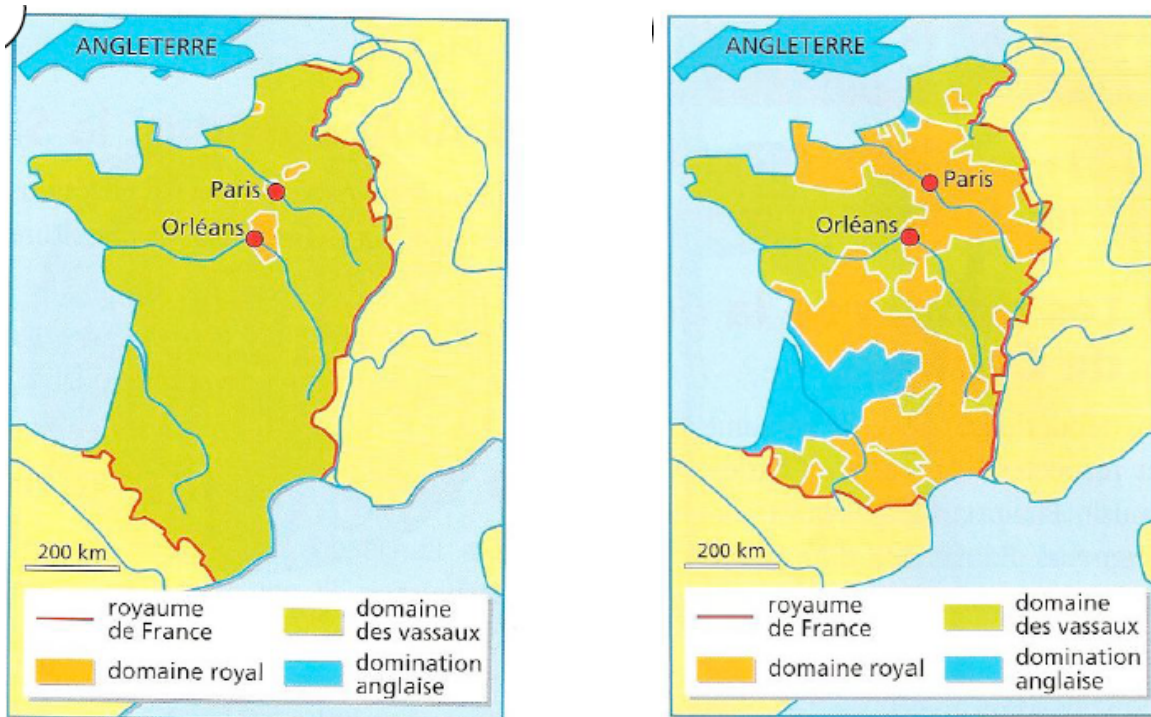 ANGLETERRE
Paris
Orléans
200 km
royaume
de France
domaine
des vassaux
domaine royal
domination
anglaise
ANGLETERRE
Paris
Orléans
200 km
royaume
de France
domaine
des vassaux
domaine royal
domination
anglaise